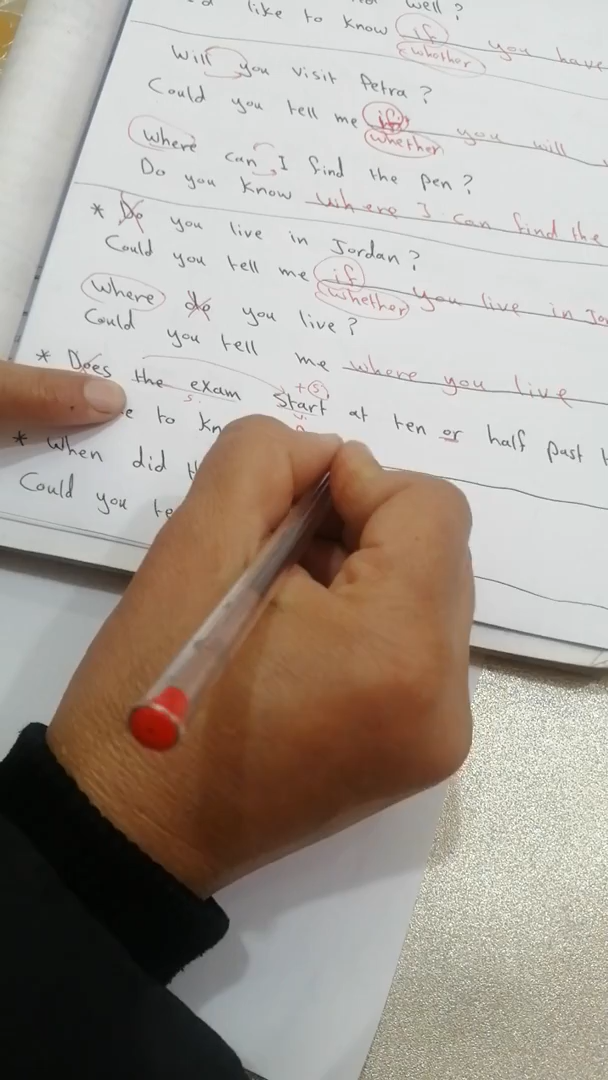 well ?
like to know if you have
whether
Will you visit Petra ?
Could you tell me if you will
whether
Where can I find the pen ?
Do you know where I can find the
* Do you live in Jordan ?
Could you tell me if you live in
whether
Where do you live ?
Could you tell me where you live
+ S
* Does the exam start at ten or half past
s.
to
* When did
Could you